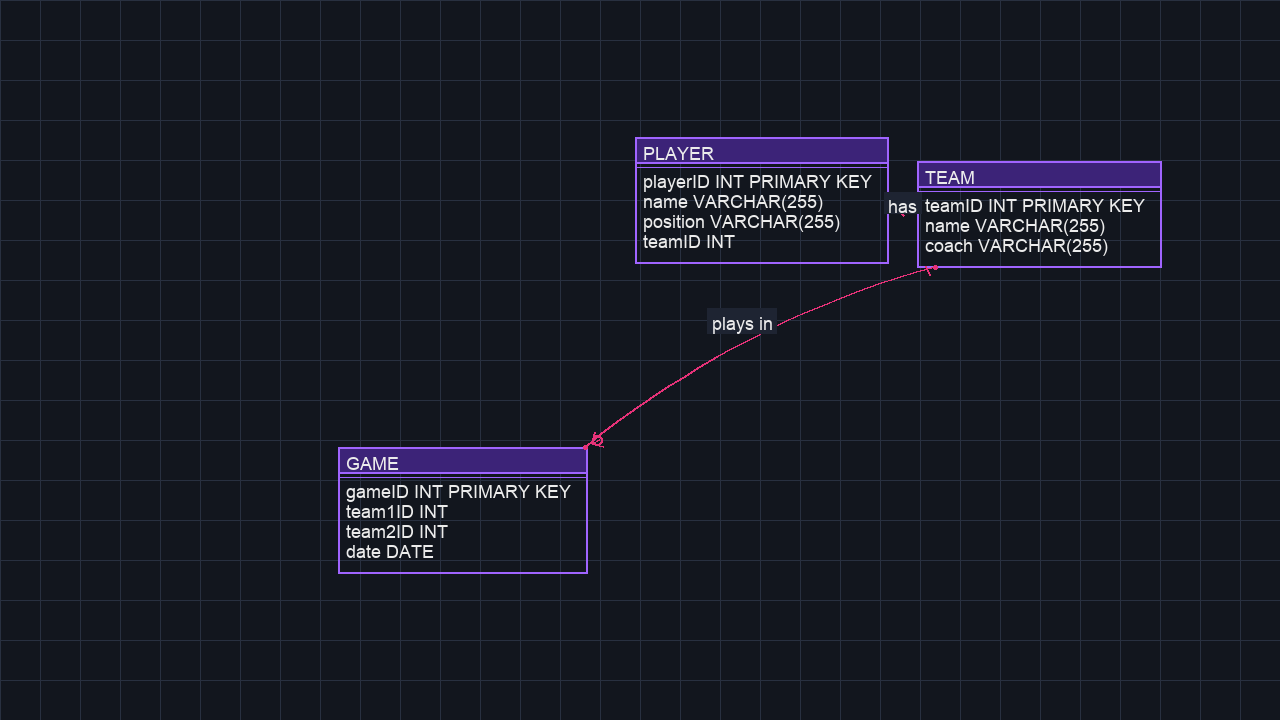 PLAYER
playerID INT PRIMARY KEY
name VARCHAR(255)
position VARCHAR(255)
teamID INT
has
TEAM
teamID INT PRIMARY KEY
name VARCHAR(255)
coach VARCHAR(255)
plays in
GAME
gameID INT PRIMARY KEY
team1ID INT
team2ID INT
date DATE